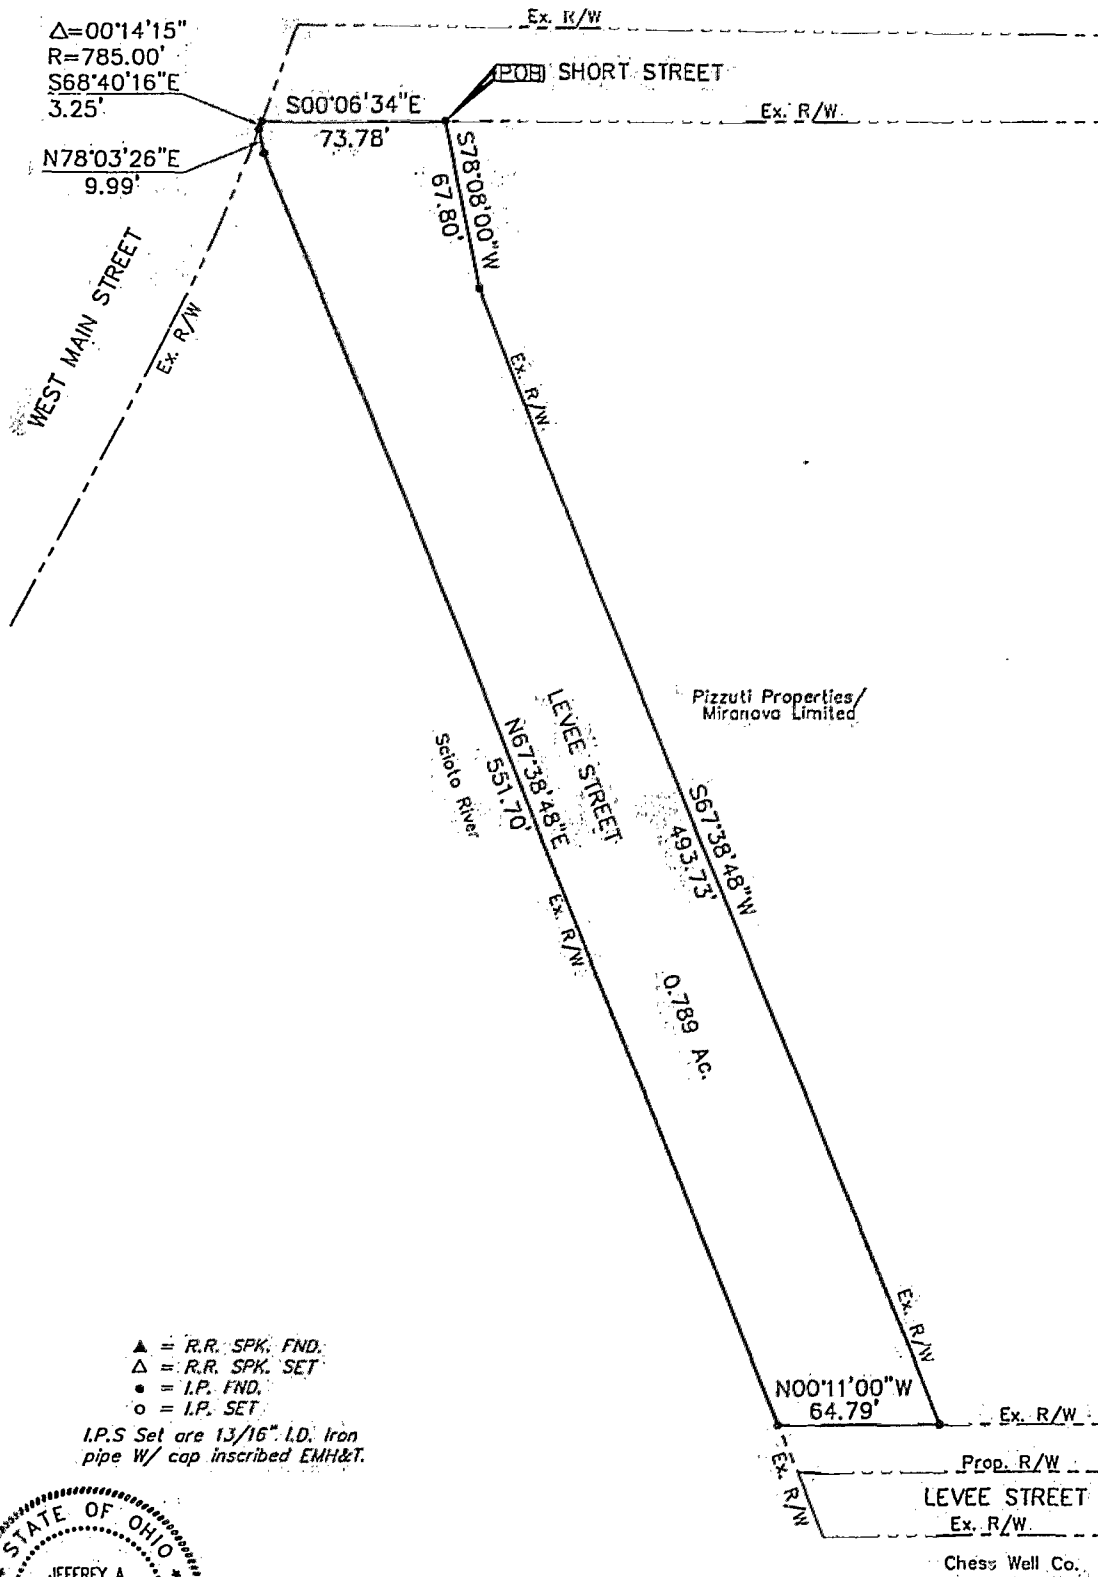 Ex. R/W
Δ=00°14'15"
R=785.00'
S68°40'16"E
3.25'
POB SHORT STREET
S00°06'34"E
73.78'
Ex. R/W
N78°03'26"E
9.99'
S78°08'00"W
67.80'
WEST MAIN STREET
Ex. R/W
Ex. R/W
Pizzuti Properties/
Miranova Limited
LEVEE STREET
N67°38'48"E
551.70'
Scioto River
S67°38'48"W
493.73'
Ex. R/W
0.789 Ac.
Ex. R/W
▲ = R.R. SPK. FND.
△ = R.R. SPK. SET
● = I.P. FND.
○ = I.P. SET
I.P.S Set are 13/16" I.D. Iron
pipe W/ cap inscribed EMH&T.
N00°11'00"W
64.79'
Ex. R/W
Ex. R/W
Prop. R/W
LEVEE STREET
Ex. R/W
Chess Well Co.
STATE OF OHIO
JEFFREY A.